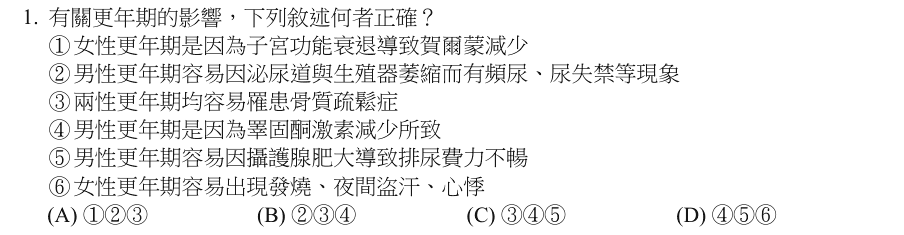 1. 有關更年期的影響，下列敘述何者正確？
①女性更年期是因為子宮功能衰退導致賀爾蒙減少
②男性更年期容易因泌尿道與生殖器萎縮而有頻尿、尿失禁等現象
③兩性更年期均容易罹患骨質疏鬆症
④男性更年期是因為睪固酮激素減少所致
⑤男性更年期容易因攝護腺肥大導致排尿費力不暢
⑥女性更年期容易出現發燒、夜間盜汗、心悸
(A) ①②③ (B) ②③④ (C) ③④⑤ (D) ④⑤⑥